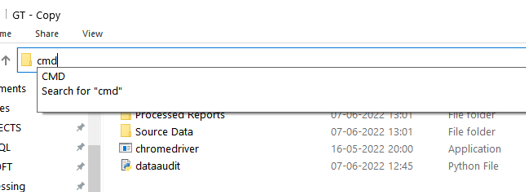 GT - Copy
me Share View
cmd
CMD
Search for "cmd"
Processed Reports 07-06-2022 13:01 File folder
Source Data 07-06-2022 13:01 File folder
chromedriver 16-05-2022 20:00 Application
dataaudit 07-06-2022 12:45 Python File
ments
es
ECTS
QL
OFT
essing